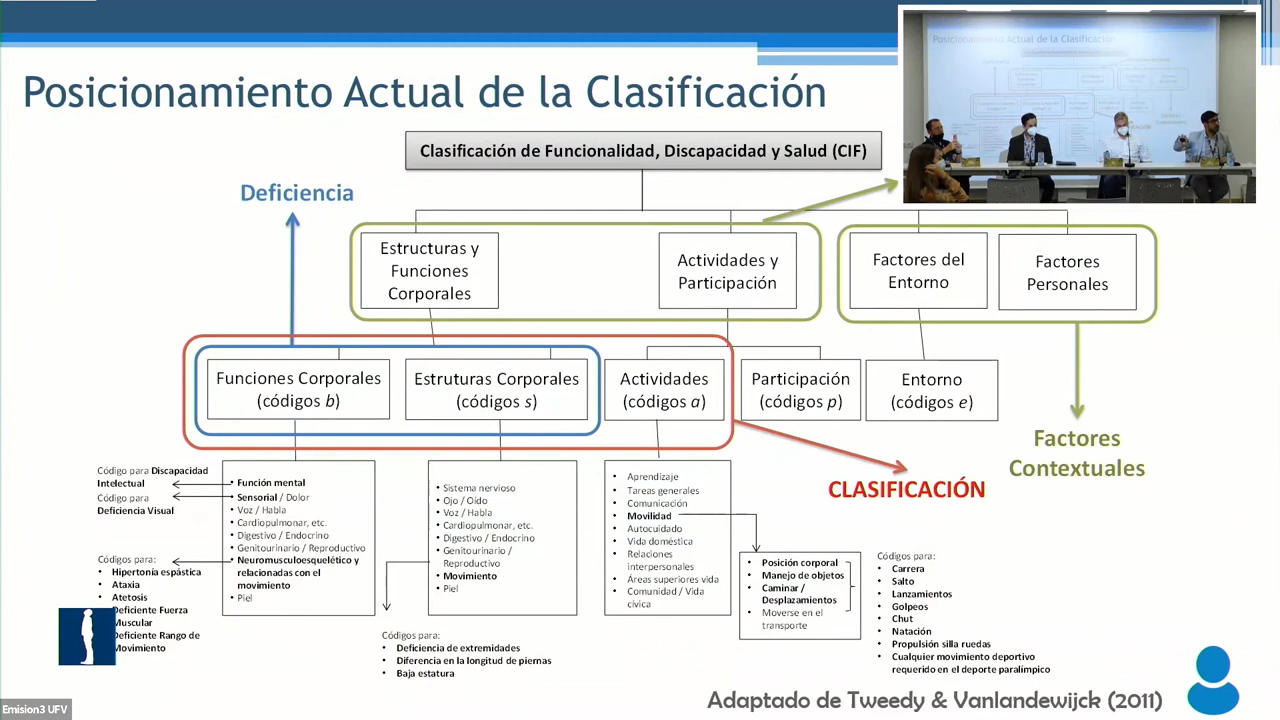 Posicionamiento Actual de la Clasificación
Clasificación de Funcionalidad, Discapacidad y Salud (CIF)
Deficiencia
Estructuras y
Funciones
Corporales
Actividades y
Participación
Factores del
Entorno
Factores
Personales
Funciones Corporales
(códigos b)
Estruturas Corporales
(códigos s)
Actividades
(códigos a)
Participación
(códigos p)
Entorno
(códigos e)
Factores
Contextuales
CLASIFICACIÓN
Código para Discapacidad
Intelectual
Código para
Deficiencia Visual
Códigos para:
• Hipertonía espástica
• Ataxia
• Atetosis
Deficiente Fuerza
Muscular
Deficiente Rango de
Movimiento
• Función mental
• Sensorial / Dolor
• Voz / Habla
• Cardiopulmonar, etc.
• Digestivo / Endocrino
• Genitourinario / Reproductivo
• Neuromusculoesquelético y
relacionadas con el
movimiento
• Piel
• Sistema nervioso
• Ojo / Oído
• Voz / Habla
• Cardiopulmonar, etc.
• Digestivo / Endocrino
• Genitourinario /
Reproductivo
• Movimiento
• Piel
Códigos para:
• Deficiencia de extremidades
• Diferencia en la longitud de piernas
• Baja estatura
• Aprendizaje
• Tareas generales
• Comunicación
• Movilidad
• Autocuidado
• Vida doméstica
• Relaciones
interpersonales
• Áreas superiores vida
• Comunidad / Vida
cívica
• Posición corporal
• Manejo de objetos
• Caminar /
Desplazamientos
• Moverse en el
transporte
Códigos para:
• Carrera
• Salto
• Lanzamientos
• Golpeos
• Chut
• Natación
• Propulsión silla ruedas
• Cualquier movimiento deportivo
requerido en el deporte paralímpico
Adaptado de Tweedy & Vanlandewijck (2011)
Emision3 UFV
Posicionamiento Actual de la Clasificación